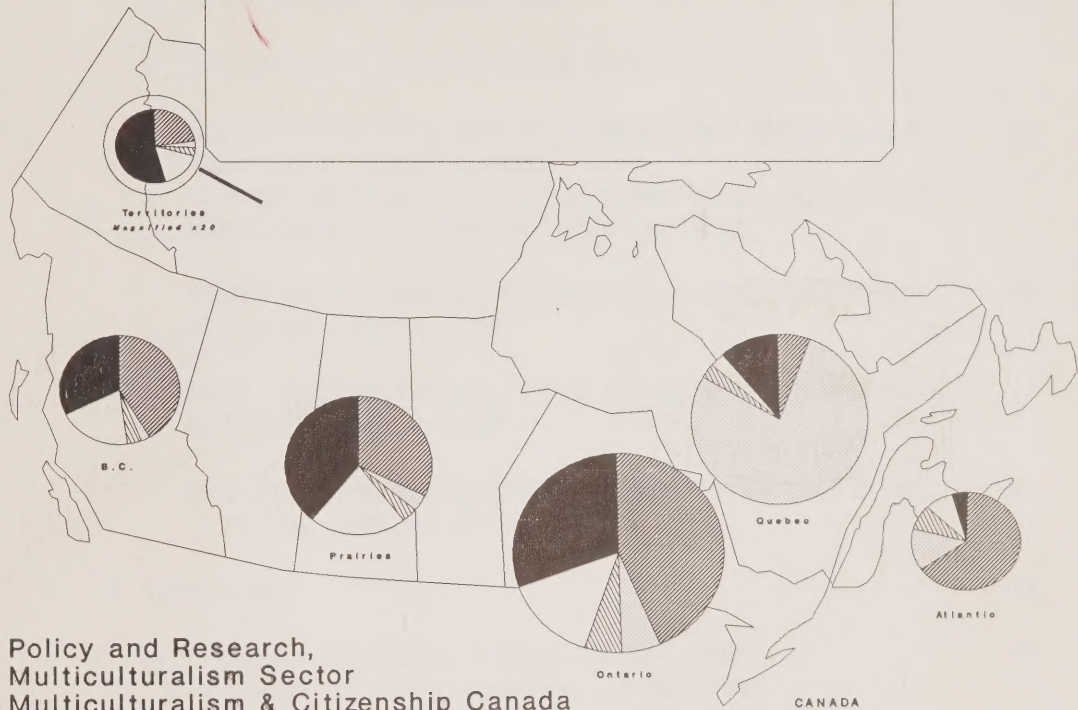 Territories
Magnified x20
B.C.
Prairies
Ontario
Quebec
Atlantic
Policy and Research,
Multiculturalism Sector
Multiculturalism & Citizenship Canada
CANADA